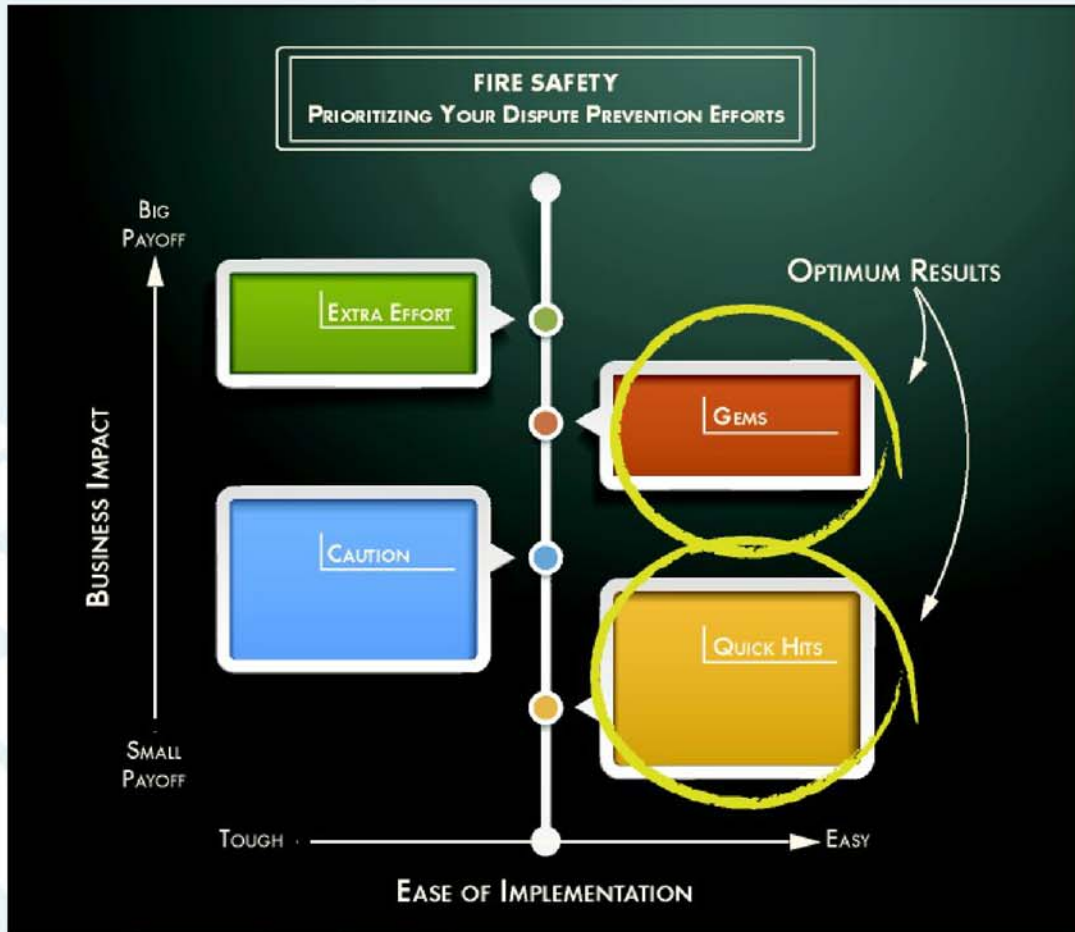 FIRE SAFETY
PRIORITIZING YOUR DISPUTE PREVENTION EFFORTS
BIG
PAYOFF
OPTIMUM RESULTS
EXTRA EFFORT
GEMS
BUSINESS IMPACT
CAUTION
QUICK HITS
SMALL
PAYOFF
TOUGH
EASY
EASE OF IMPLEMENTATION